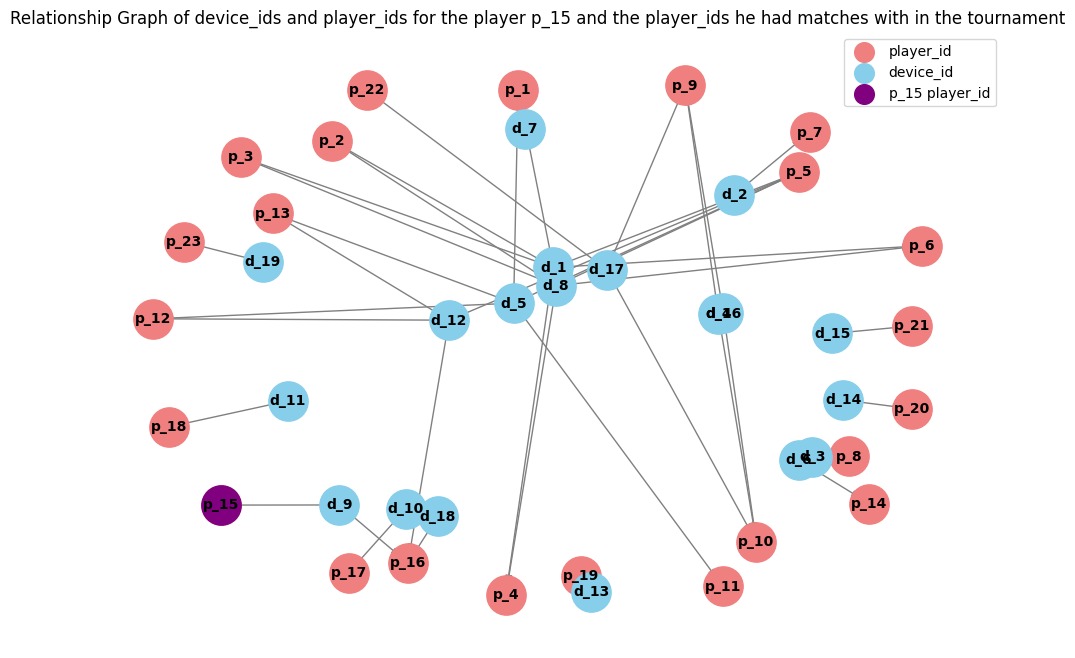 Relationship Graph of device_ids and player_ids for the player p_15 and the player_ids he had matches with in the tournament
player_id
device_id
p_15 player_id
p_22
p_1
p_9
d_7
p_7
p_2
p_3
p_5
d_2
p_13
p_23
p_6
d_19
d_1
d_17
d_8
d_5
d_16
p_12
d_12
p_21
d_15
d_14
d_11
p_20
p_18
p_8
d_3
p_15
d_9
p_14
d_10
d_18
p_10
p_16
p_17
p_19
p_11
d_13
p_4